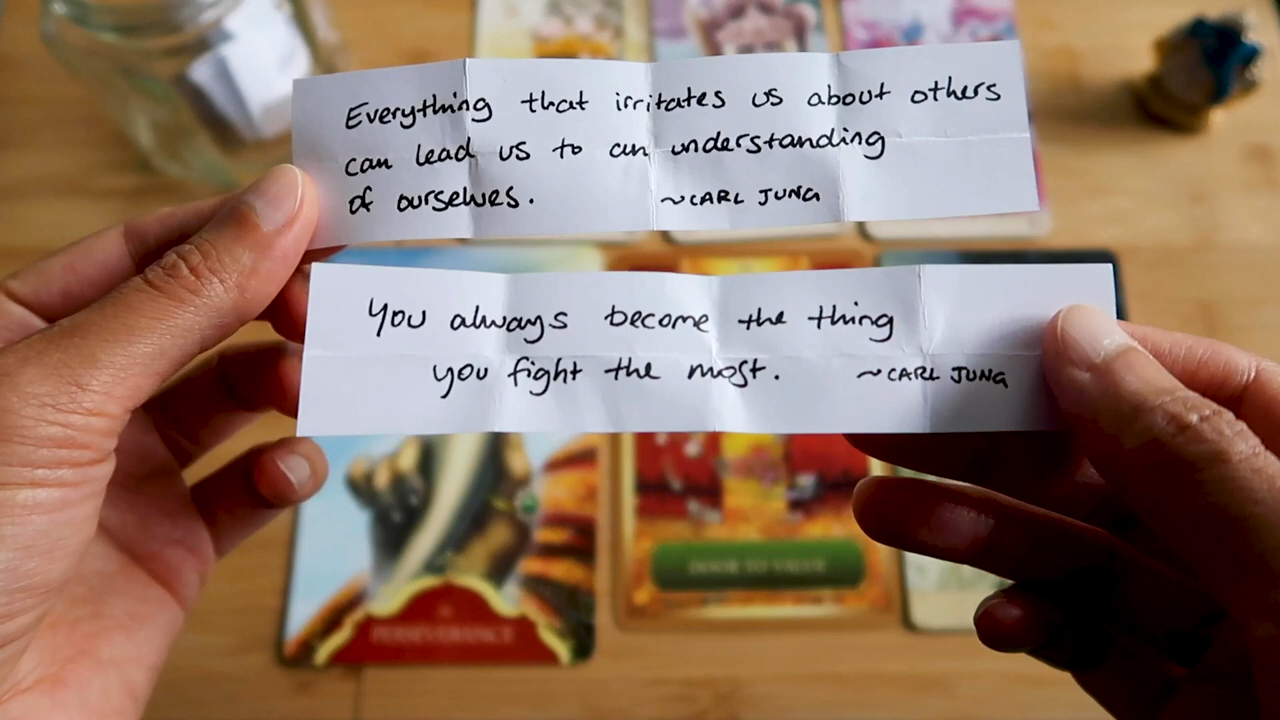 Everything that irritates us about others
can lead us to an understanding
of ourselves.
~CARL JUNG
You always become the thing
you fight the most.
~CARL JUNG
PERSEVERANCE